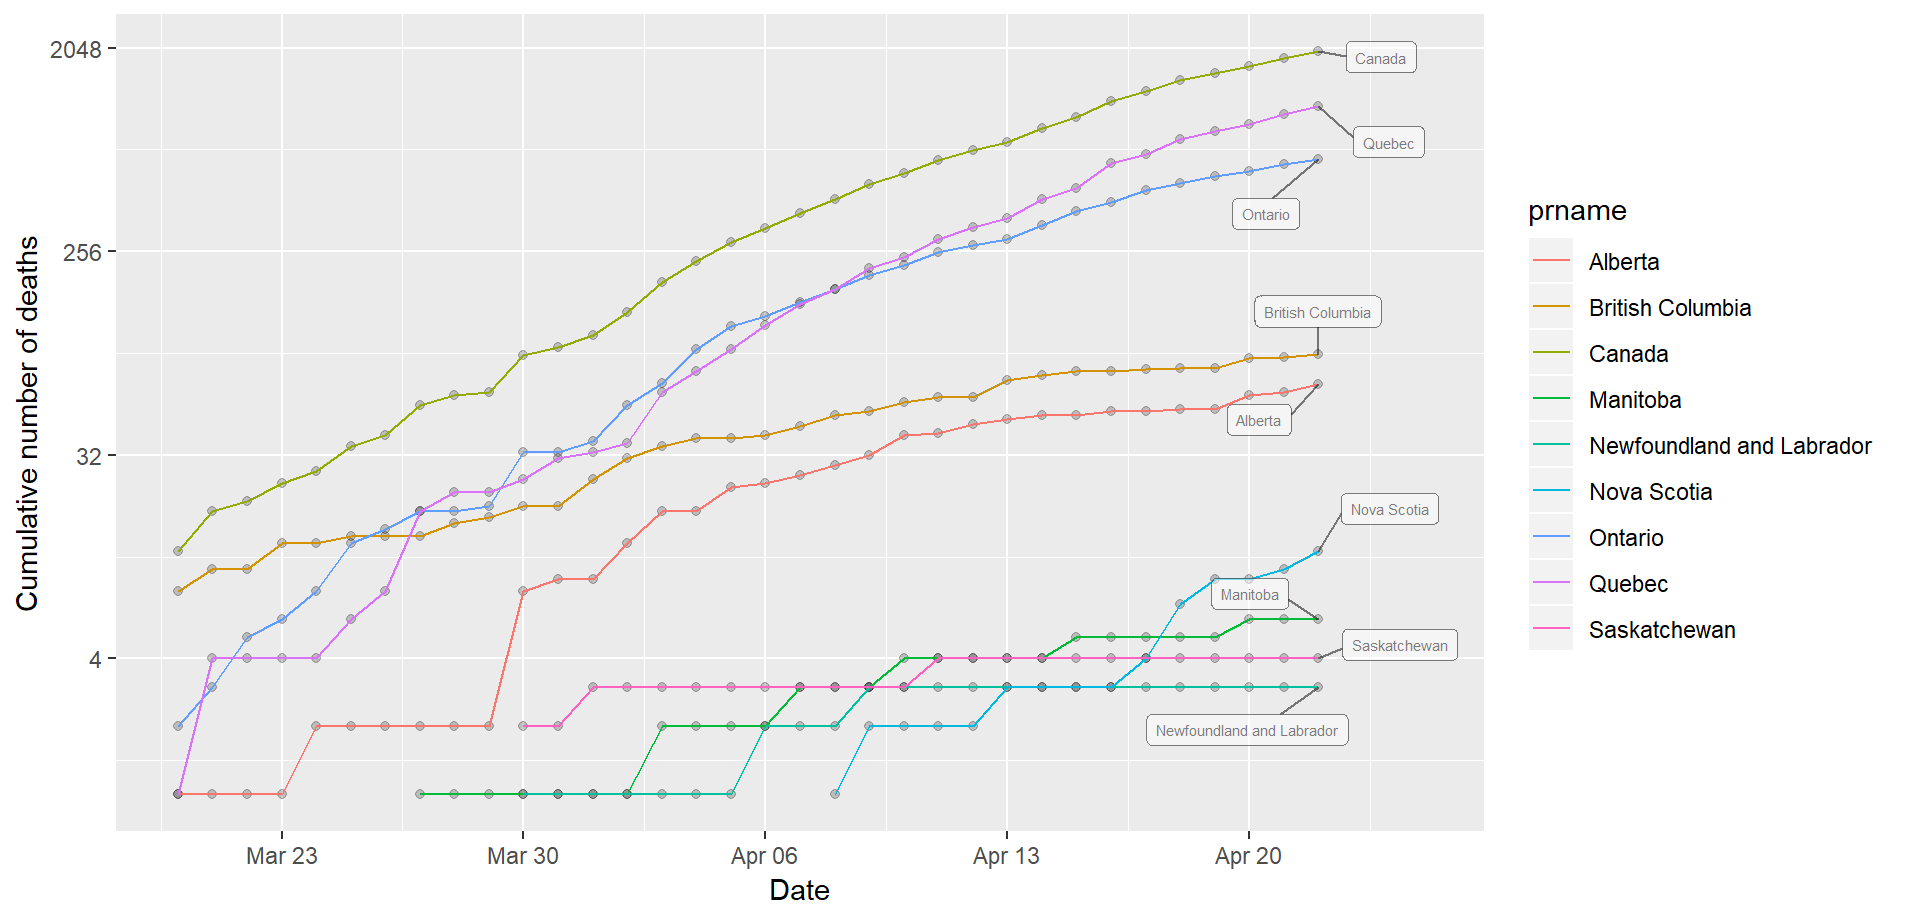 Cumulative number of deaths
2048
256
32
4
Canada
Quebec
Ontario
British Columbia
Alberta
Nova Scotia
Manitoba
Saskatchewan
Newfoundland and Labrador
Mar 23
Mar 30
Apr 06
Apr 13
Apr 20
Date
prname
Alberta
British Columbia
Canada
Manitoba
Newfoundland and Labrador
Nova Scotia
Ontario
Quebec
Saskatchewan